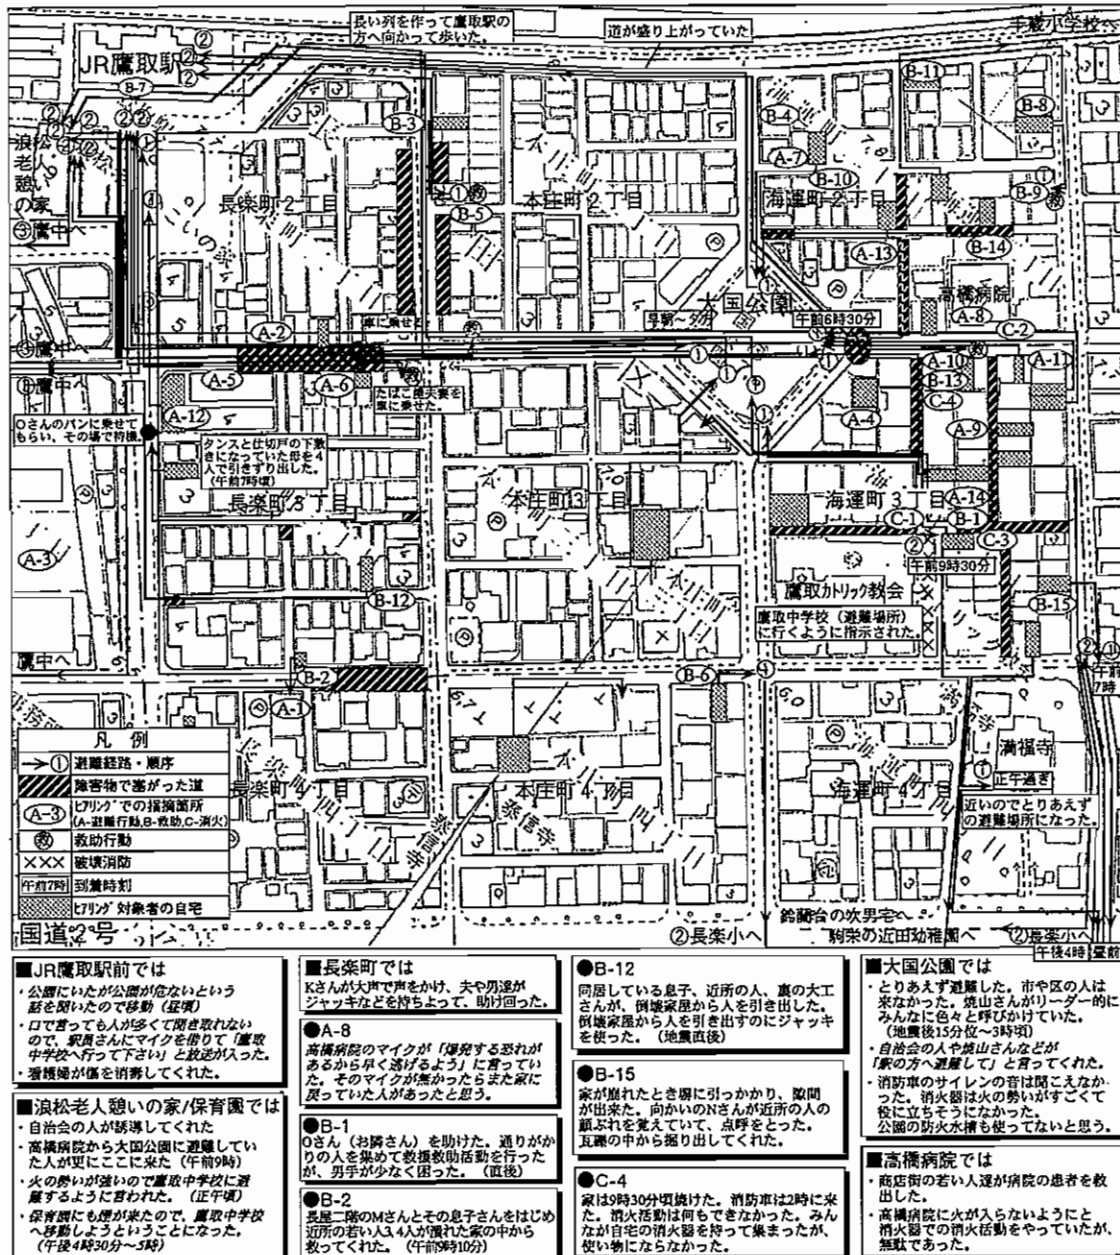 長い列を作って鷹取駅の
方へ向かって歩いた。
道が盛り上がっていた
千歳小学校へ
JR鷹取駅
B-7
B-3
B-11
B-8
B-4
A-7
B-10
B-9
浪松
老人
憩い
の家
長楽町2丁目
本庄町2丁目
海運町2丁目
B-5
③鷹中へ
A-13
B-14
大国公園
高橋病院
A-8
早朝~夕方
午前6時30分
A-2
車に乗せる
C-2
③鷹中へ
A-10
A-11
鷹中へ
A-5
A-6
B-13
C-4
たばこ屋夫妻を
車に乗せた。
A-12
A-4
A-9
Oさんのバンに乗せて
もらい、その場で待機。
タンスと仕切戸の下敷
きになっていた母を4
人で引きずり出した。
(午前7時頃)
長楽町3丁目
本庄町3丁目
海運町3丁目
A-14
C-1
B-1
C-3
A-3
午前9時30分
鷹取カトリック教会
B-12
B-15
鷹取中学校(避難場所)
に行くように指示された。
鷹中へ
B-2
B-6
午前
7時
A-1
凡 例
→① 避難経路・順序
障害物で塞がった道
A-3 ヒアリングでの指摘箇所
(A-避難行動,B-救助,C-消火)
救 救助行動
××× 破壊消防
午前7時 到着時刻
ヒアリング対象者の自宅
満福寺
正午過ぎ
長楽町4丁目
本庄町4丁目
海運町4丁目
近いのでとりあえず
の避難場所になった。
国道2号
②長楽小へ
鈴蘭台の次男宅へ
駒栄の近田幼稚園へ
②長楽小へ
午後4時
昼前
■JR鷹取駅前では
・公園にいたが公園が危ないという
話を聞いたので移動(昼頃)
・口で言っても人が多くて聞き取れない
ので、駅員さんにマイクを借りて「鷹取
中学校へ行って下さい」と放送が入った。
・看護婦が傷を消毒してくれた。
■浪松老人憩いの家/保育園では
・自治会の人が誘導してくれた
・高橋病院から大国公園に避難してい
た人が更にここに来た(午前9時)
・火の勢いが強いので鷹取中学校に避
難するように言われた。(正午頃)
・保育園にも煙が来たので、鷹取中学校
へ移動しようということになった。
(午後4時30分~5時)
■長楽町では
Kさんが大声で声をかけ、夫や男達が
ジャッキなどを持ちよって、助け回った。
●A-8
高橋病院のマイクが「爆発する恐れが
あるから早く逃げるよう」に言ってい
た。そのマイクが無かったらまた家に
戻っていた人があったと思う。
●B-1
Oさん(お隣さん)を助けた。通りがか
りの人を集めて救援救助活動を行った
が、男手が少なく困った。(直後)
●B-2
長屋二階のMさんとその息子さんをはじめ
近所の若い人3,4人が潰れた家の中から
救ってくれた。(午前9時10分)
●B-12
同居している息子、近所の人、裏の大工
さんが、倒壊家屋から人を引き出した。
倒壊家屋から人を引き出すのにジャッキ
を使った。(地震直後)
●B-15
家が崩れたとき塀に引っかかり、隙間
が出来た。向かいのNさんが近所の人の
顔ぶれを覚えていて、点呼をとった。
瓦礫の中から掘り出してくれた。
●C-4
家は9時30分頃焼けた。消防車は2時に来
た。消火活動は何もできなかった。みん
なが自宅の消火器を持って集まったが、
使い物にならなかった。
■大国公園では
・とりあえず避難した。市や区の人は
来なかった。焼山さんがリーダー的に
みんなに色々と呼びかけていた。
(地震後15分位~3時頃)
・自治会の人や焼山さんなどが
「駅の方へ避難して」と言ってくれた。
・消防車のサイレンの音は聞こえなか
った。消火器は火の勢いがすごくて
役に立ちそうになかった。
公園の防火水槽も使ってないと思う。
■高橋病院では
・商店街の若い人達が病院の患者を救
出した。
・高橋病院に火が入らないようにと
消火器での消火活動をやっていたが、
無駄であった。